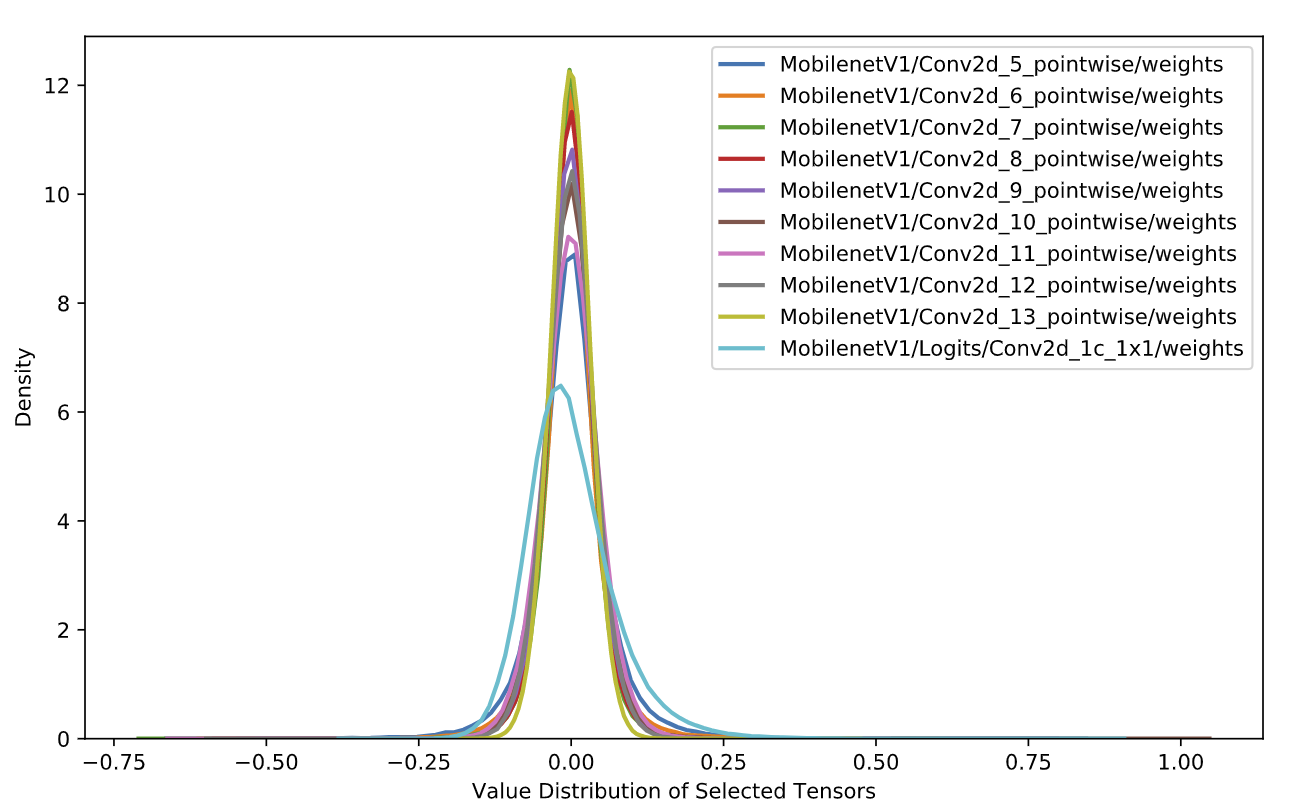 MobilenetV1/Conv2d_5_pointwise/weights
MobilenetV1/Conv2d_6_pointwise/weights
MobilenetV1/Conv2d_7_pointwise/weights
MobilenetV1/Conv2d_8_pointwise/weights
MobilenetV1/Conv2d_9_pointwise/weights
MobilenetV1/Conv2d_10_pointwise/weights
MobilenetV1/Conv2d_11_pointwise/weights
MobilenetV1/Conv2d_12_pointwise/weights
MobilenetV1/Conv2d_13_pointwise/weights
MobilenetV1/Logits/Conv2d_1c_1x1/weights
Density
12
10
8
6
4
2
0
−0.75 −0.50 −0.25 0.00 0.25 0.50 0.75 1.00
Value Distribution of Selected Tensors